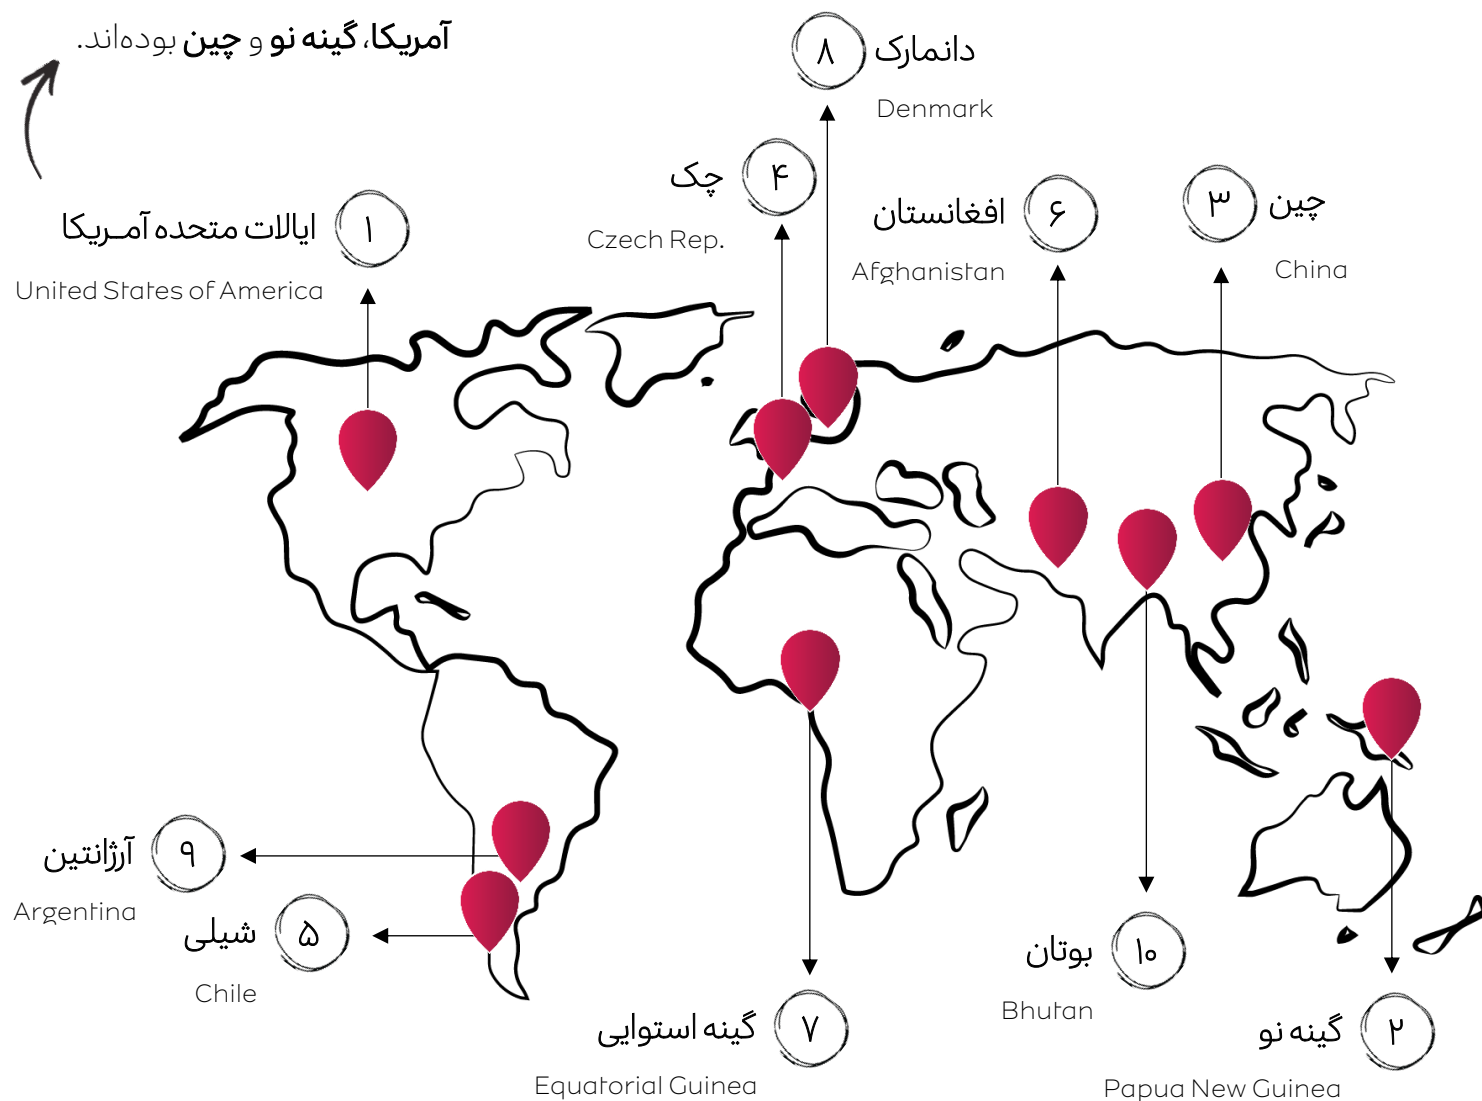 آمریکا، گینه نو و چین بوده‌اند.
۸
دانمارک
Denmark
۴
چک
Czech Rep.
۶
افغانستان
Afghanistan
۳
چین
China
۱
ایالات متحده آمـریکا
United States of America
۹
آرژانتین
Argentina
۵
شیلی
Chile
۷
گینه استوایی
Equatorial Guinea
۱۰
بوتان
Bhutan
۲
گینه نو
Papua New Guinea